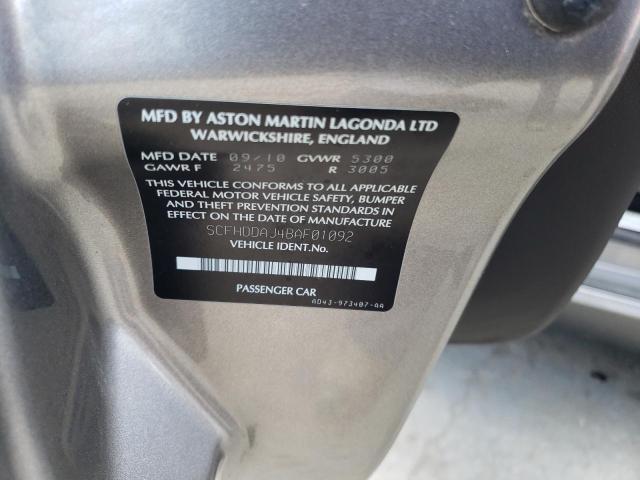 MFD BY ASTON MARTIN LAGONDA LTD
WARWICKSHIRE, ENGLAND
MFD DATE 09/10 GVWR 5300
GAWR F 2475 R 3005
THIS VEHICLE CONFORMS TO ALL APPLICABLE
FEDERAL MOTOR VEHICLE SAFETY, BUMPER
AND THEFT PREVENTION STANDARDS IN
EFFECT ON THE DATE OF MANUFACTURE
SCFHDDAJ4BAF01092
VEHICLE IDENT.No.
PASSENGER CAR
AD43-973407-AA